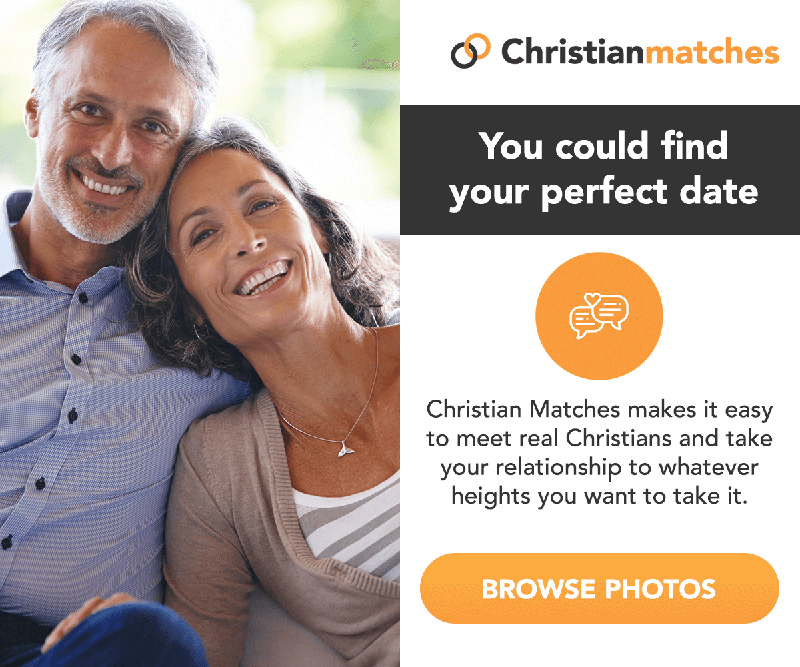 Christianmatches
You could find
your perfect date
Christian Matches makes it easy
to meet real Christians and take
your relationship to whatever
heights you want to take it.
BROWSE PHOTOS